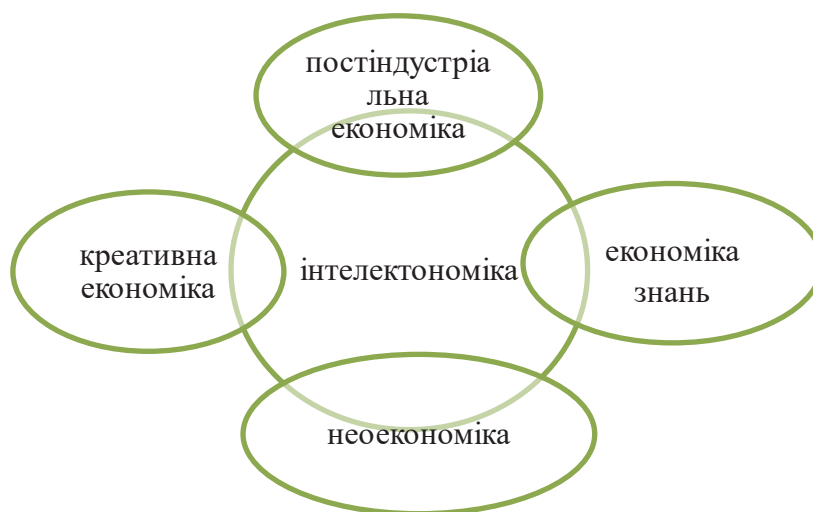 постіндустріа
льна
економіка
креативна
економіка
інтелектономіка
економіка
знань
неоекономіка